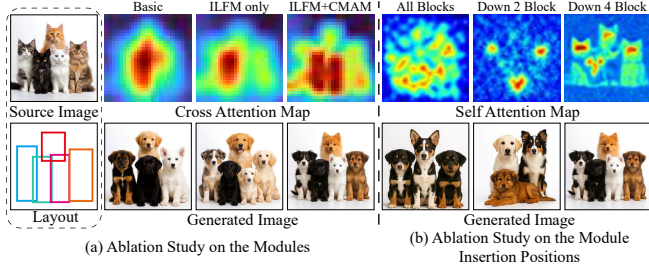 Basic ILFM only ILFM+CMAM All Blocks Down 2 Block Down 4 Block
Source Image Cross Attention Map Self Attention Map
Layout Generated Image Generated Image
(a) Ablation Study on the Modules
(b) Ablation Study on the Module
Insertion Positions